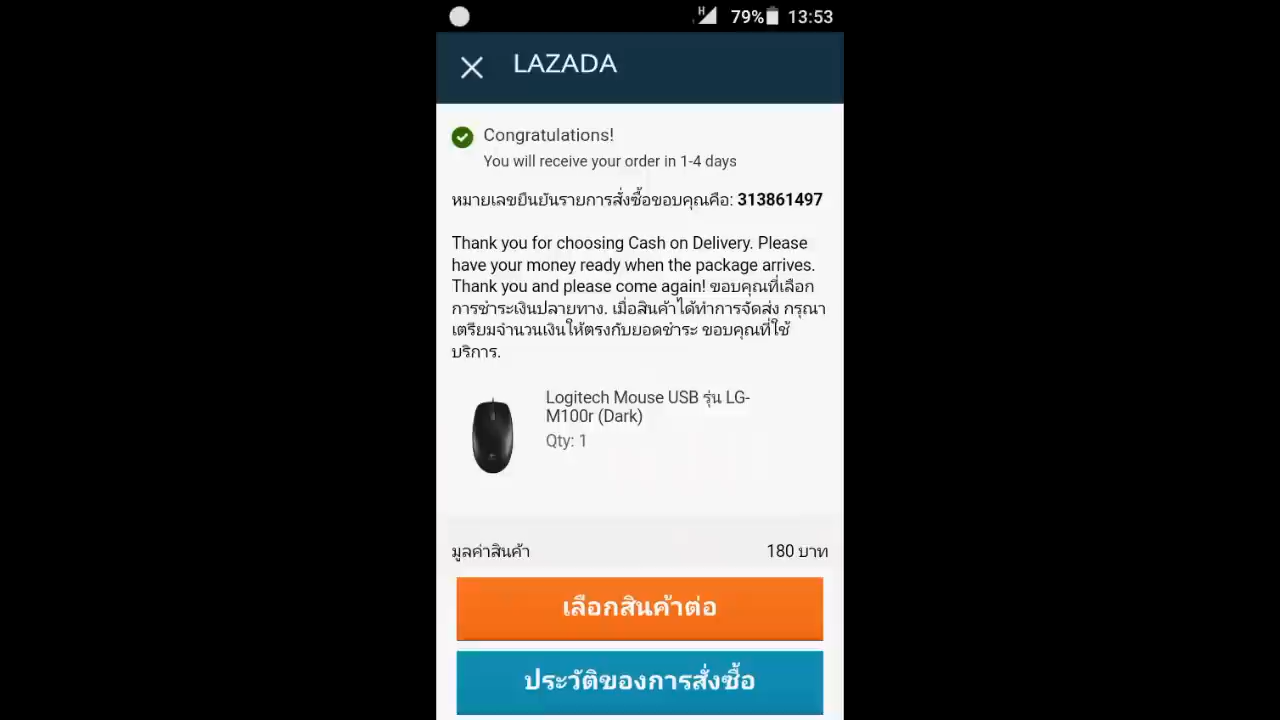 H 79% 13:53
LAZADA
Congratulations!
You will receive your order in 1-4 days
หมายเลขยืนยันรายการสั่งซื้อขอบคุณคือ: 313861497
Thank you for choosing Cash on Delivery. Please
have your money ready when the package arrives.
Thank you and please come again! ขอบคุณที่เลือก
การชำระเงินปลายทาง. เมื่อสินค้าได้ทำการจัดส่ง กรุณา
เตรียมจำนวนเงินให้ตรงกับยอดชำระ ขอบคุณที่ใช้
บริการ.
Logitech Mouse USB รุ่น LG-
M100r (Dark)
Qty: 1
มูลค่าสินค้า 180 บาท
เลือกสินค้าต่อ
ประวัติของการสั่งซื้อ